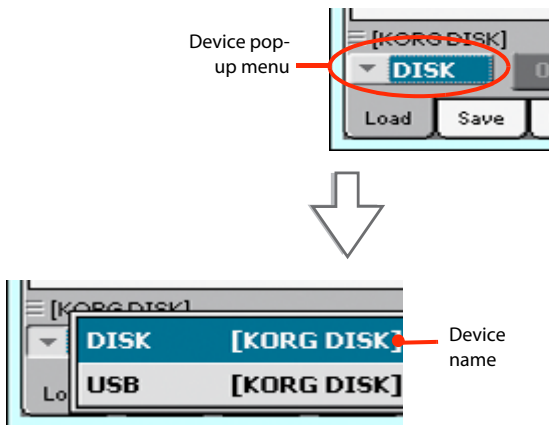 Device pop-
up menu
[KORG DISK]
DISK
Load Save
[KORG DISK]
DISK [KORG DISK]
USB [KORG DISK]
Lo
Device
name